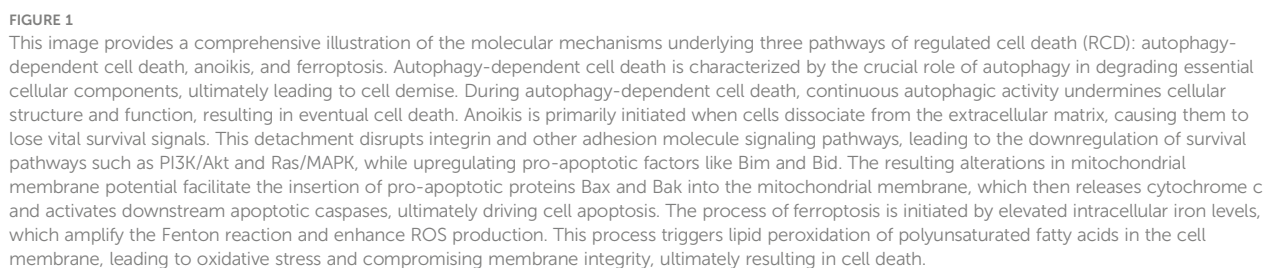 FIGURE 1
This image provides a comprehensive illustration of the molecular mechanisms underlying three pathways of regulated cell death (RCD): autophagy-
dependent cell death, anoikis, and ferroptosis. Autophagy-dependent cell death is characterized by the crucial role of autophagy in degrading essential
cellular components, ultimately leading to cell demise. During autophagy-dependent cell death, continuous autophagic activity undermines cellular
structure and function, resulting in eventual cell death. Anoikis is primarily initiated when cells dissociate from the extracellular matrix, causing them to
lose vital survival signals. This detachment disrupts integrin and other adhesion molecule signaling pathways, leading to the downregulation of survival
pathways such as PI3K/Akt and Ras/MAPK, while upregulating pro-apoptotic factors like Bim and Bid. The resulting alterations in mitochondrial
membrane potential facilitate the insertion of pro-apoptotic proteins Bax and Bak into the mitochondrial membrane, which then releases cytochrome c
and activates downstream apoptotic caspases, ultimately driving cell apoptosis. The process of ferroptosis is initiated by elevated intracellular iron levels,
which amplify the Fenton reaction and enhance ROS production. This process triggers lipid peroxidation of polyunsaturated fatty acids in the cell
membrane, leading to oxidative stress and compromising membrane integrity, ultimately resulting in cell death.